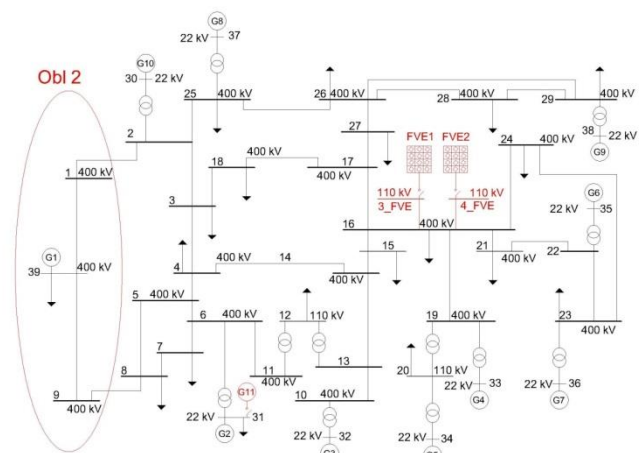 G8
22 kV 37
Obl 2
G10
30 22 kV
25 400 kV
26 400 kV
28 400 kV
29 400 kV
2
27
FVE1 FVE2
24 400 kV
38 22 kV
G9
1 400 kV
18 400 kV
400 kV 17
110 kV 110 kV
3_FVE 4_FVE
G6
22 kV 35
3
16 400 kV
G1
39 400 kV
15
21 400 kV
22
4 400 kV 14 400 kV
5 400 kV
6 400 kV
12 110 kV
19 400 kV
23 400 kV
7
8
11 400 kV
13
20 110 kV
9 400 kV
G11
10 400 kV
22 kV 33
G4
22 kV 36
G7
22 kV 31
G2
22 kV 32
22 kV 34